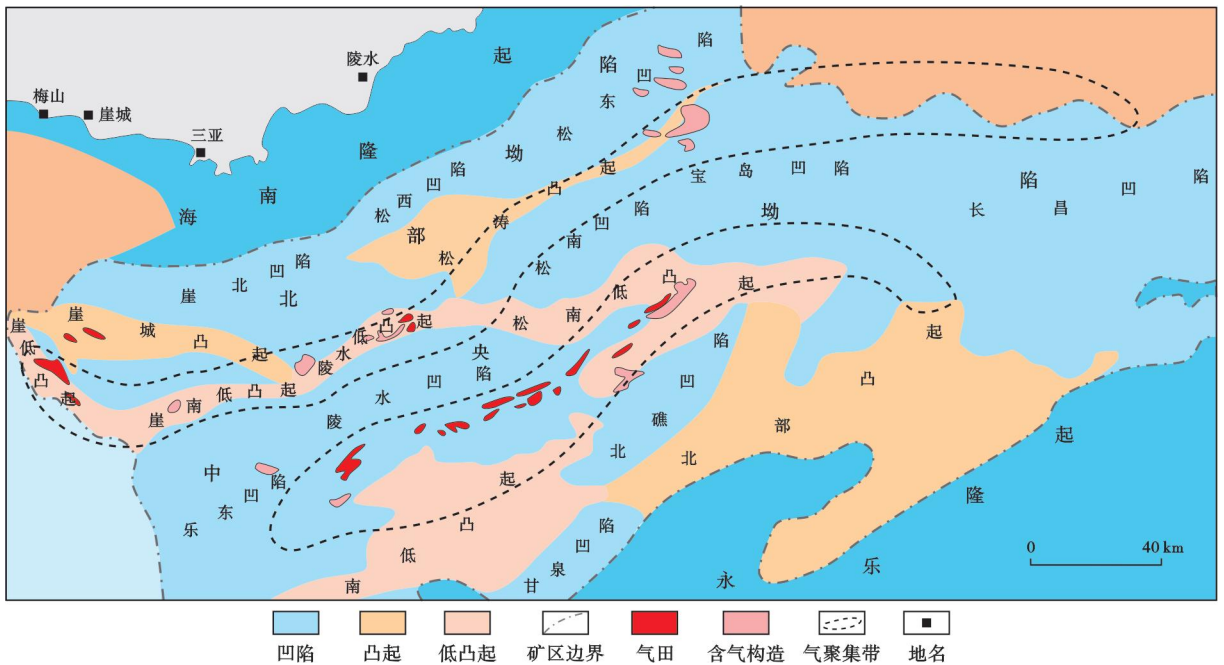 陵水
梅山
崖城
三亚
海南隆起
北部坳陷
松西凹陷
松东凹陷
崖北凹陷
松涛凸起
宝岛凹陷
长昌凹陷
松南凹陷
崖城凸起
崖低凸起
崖南低凸起
陵水低凸起
松南低凸起
中央坳陷
陵水凹陷
乐东凹陷
北礁凹陷
北部凸起
南低凸起
甘泉凹陷
永乐隆起
0 40 km
凹陷 凸起 低凸起 矿区边界 气田 含气构造 气聚集带 地名